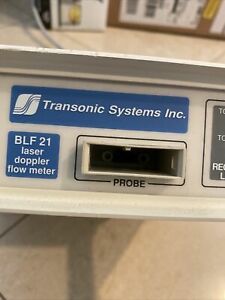 Transonic Systems Inc.
BLF 21
laser
doppler
flow meter
PROBE